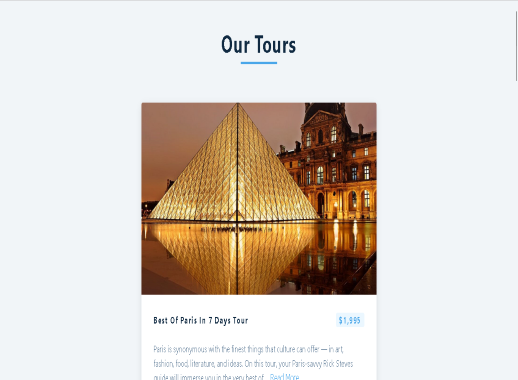 Our Tours
Best Of Paris In 7 Days Tour
$1,995
Paris is synonymous with the finest things that culture can offer — in art,
fashion, food, literature, and ideas. On this tour, your Paris-savvy Rick Steves
guide will immerse you in the very best of... Read More